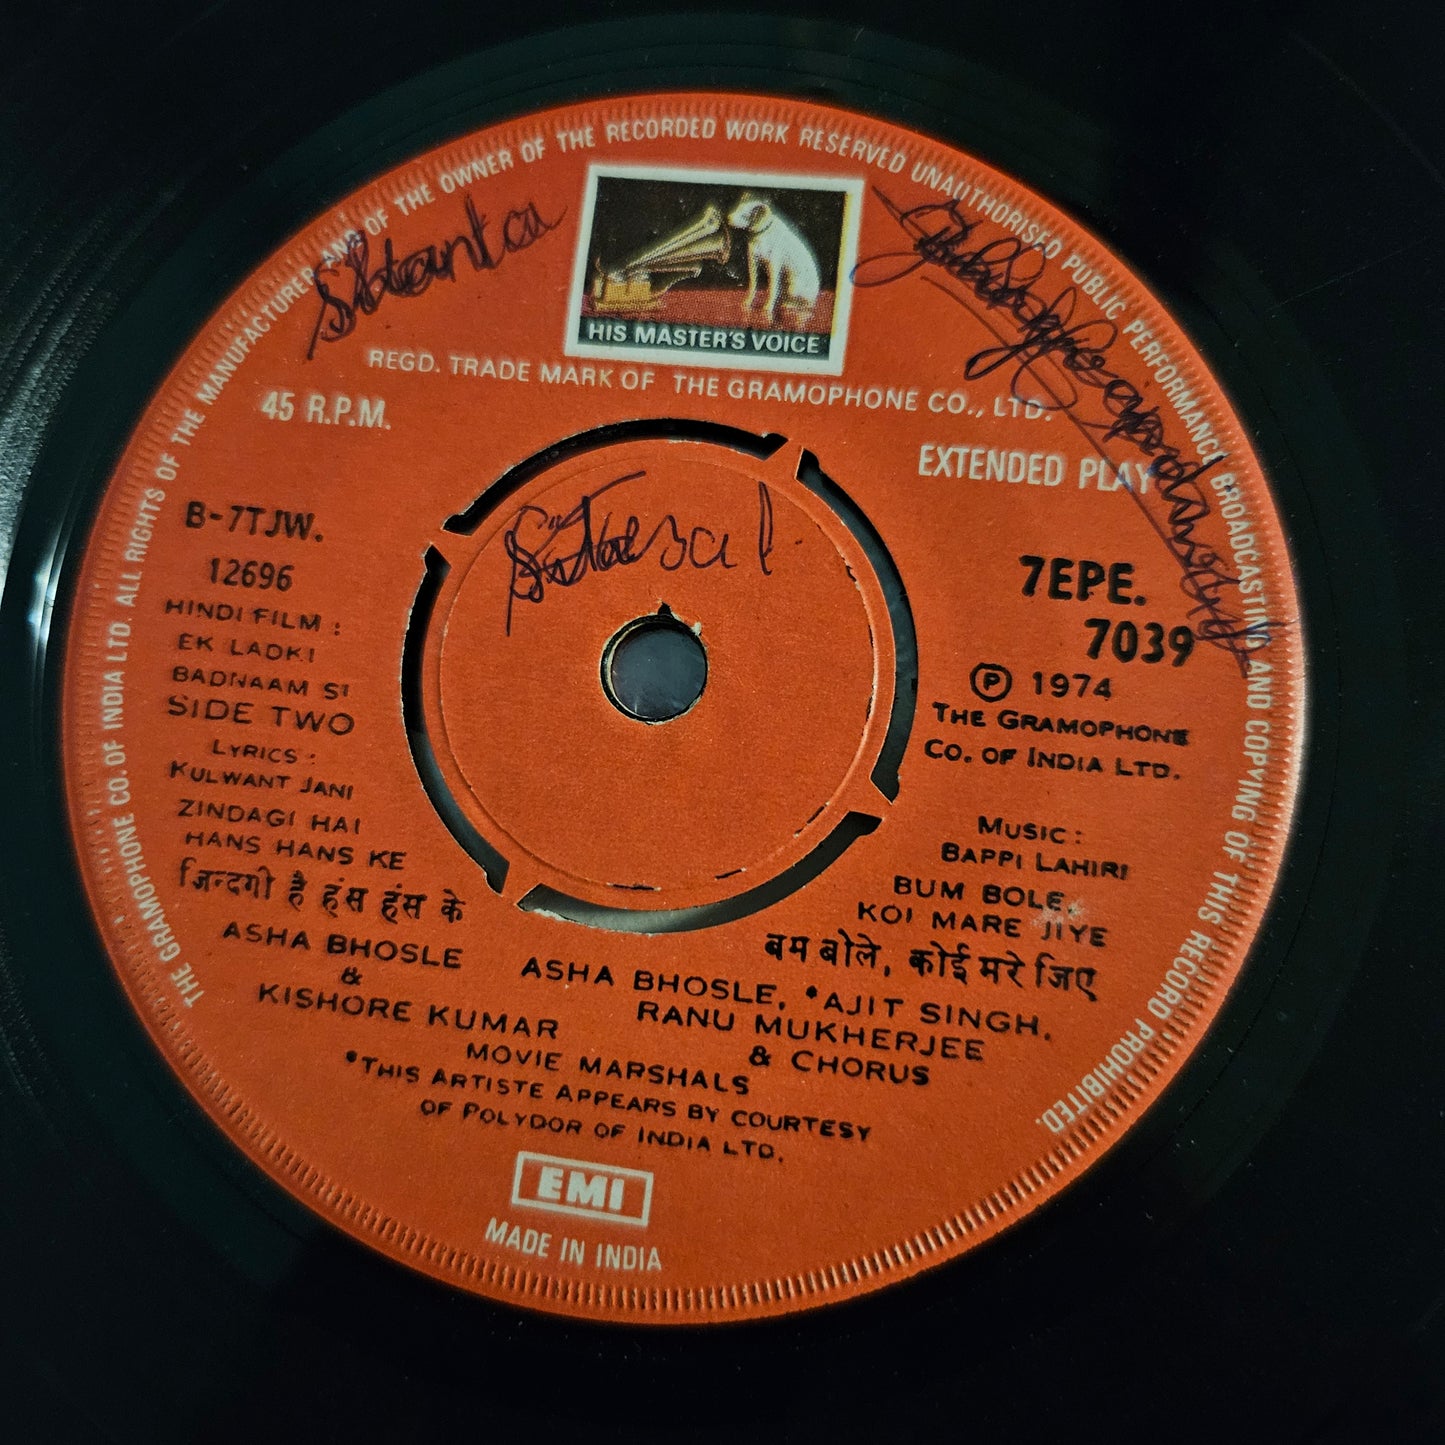 THE GRAMOPHONE CO. OF INDIA LTD. ALL RIGHTS OF THE MANUFACTURER AND OF THE OWNER OF THE RECORDED WORK RESERVED UNAUTHORISED PUBLIC PERFORMANCE BROADCASTING AND COPYING OF THIS RECORD PROHIBITED.
HIS MASTER'S VOICE
REGD. TRADE MARK OF THE GRAMOPHONE CO., LTD.
45 R.P.M.
EXTENDED PLAY
B-7TJW.
12696
HINDI FILM :
EK LADKI
BADNAAM SI
SIDE TWO
LYRICS :
KULWANT JANI
7EPE.
7039
Ⓟ 1974
THE GRAMOPHONE
CO. OF INDIA LTD.
MUSIC :
BAPPI LAHIRI
ZINDAGI HAI
HANS HANS KE
जिन्दगी है हंस हंस के
ASHA BHOSLE
&
KISHORE KUMAR
BUM BOLE,
KOI MARE JIYE
बम बोले, कोई मरे जिए
ASHA BHOSLE, *AJIT SINGH,
RANU MUKHERJEE
& CHORUS
MOVIE MARSHALS
*THIS ARTISTE APPEARS BY COURTESY
OF POLYDOR OF INDIA LTD.
EMI
MADE IN INDIA